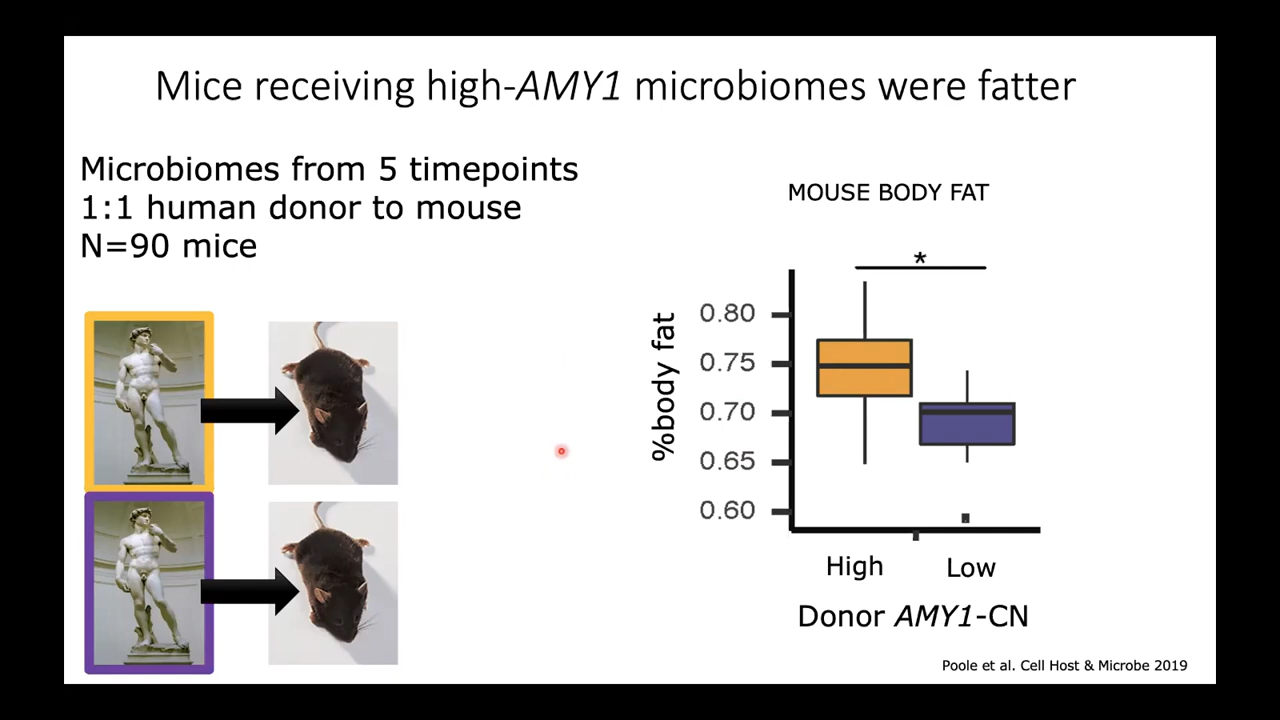 Mice receiving high-AMY1 microbiomes were fatter
Microbiomes from 5 timepoints
1:1 human donor to mouse
N=90 mice
MOUSE BODY FAT
*
%body fat
0.80
0.75
0.70
0.65
0.60
High Low
Donor AMY1-CN
Poole et al. Cell Host & Microbe 2019